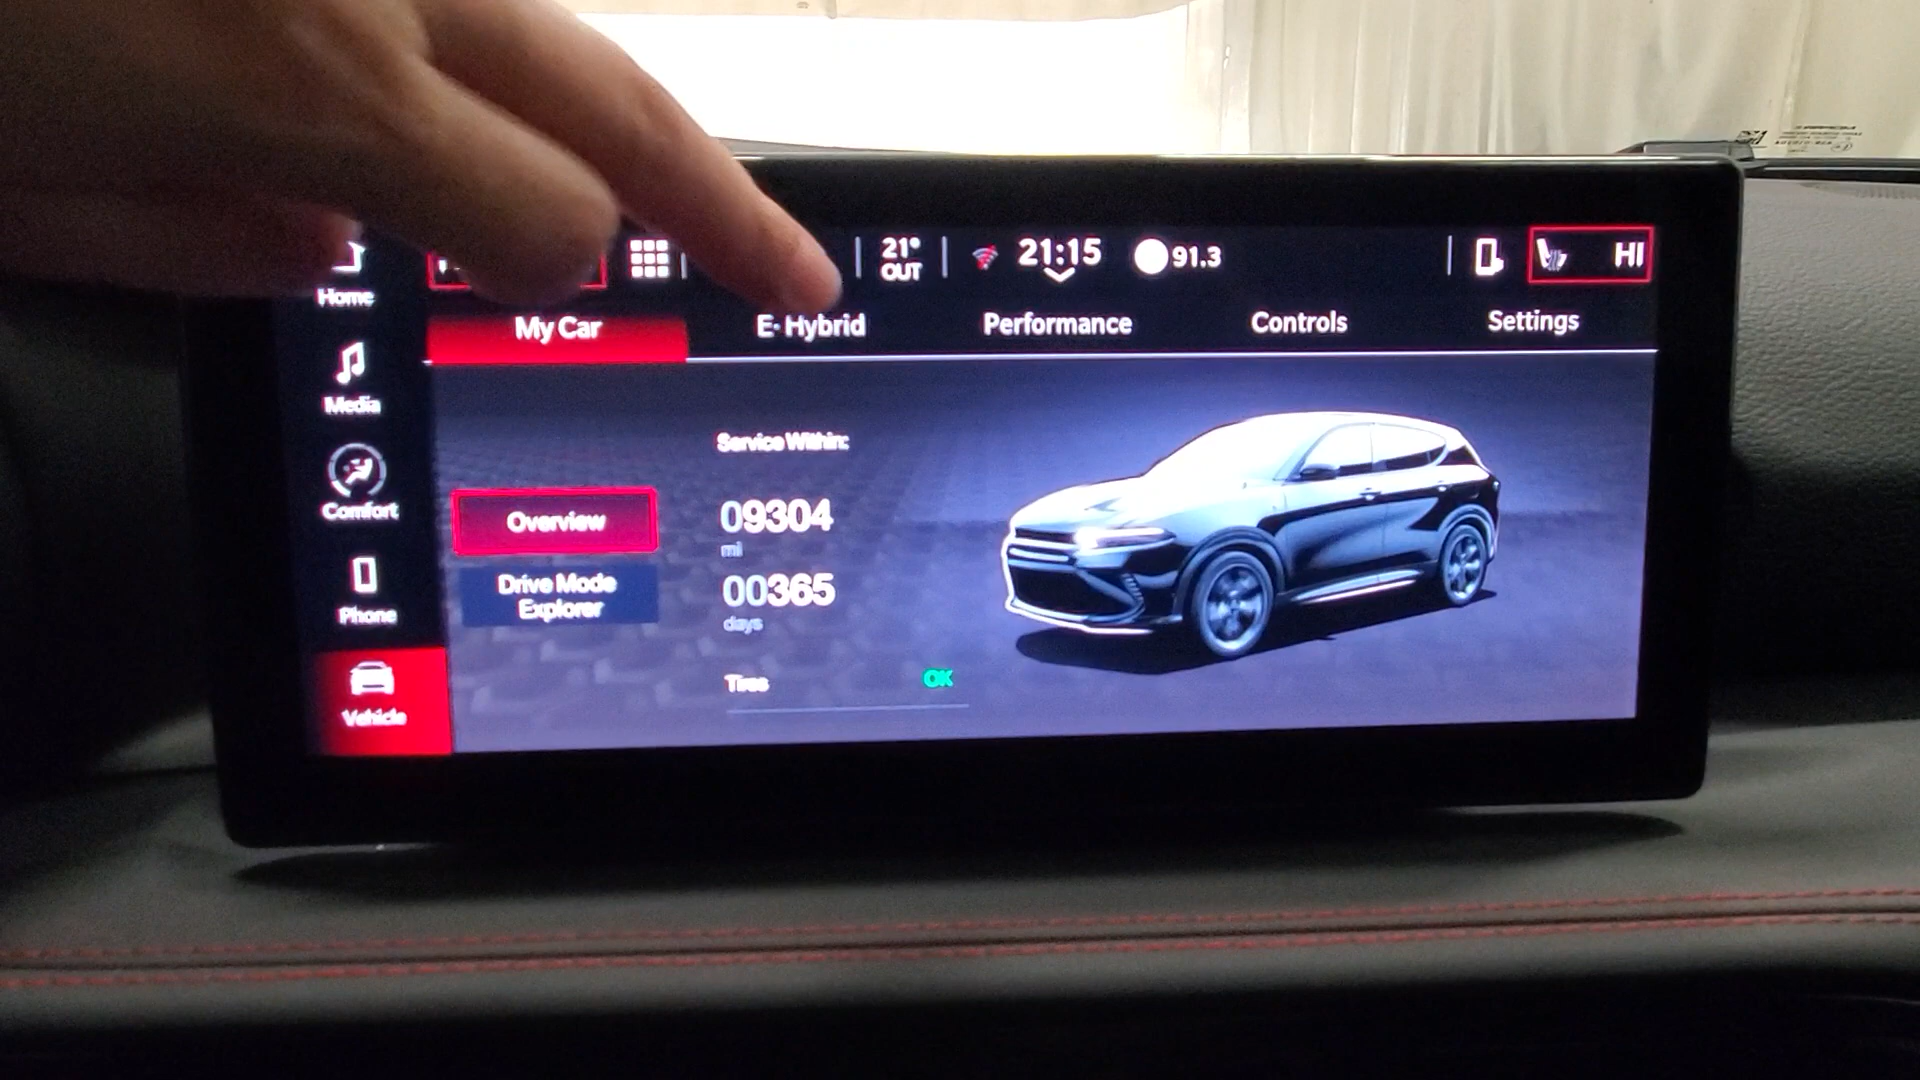 21°
OUT
21:15
91.3
HI
Home
Media
Comfort
Phone
Vehicle
My Car
E-Hybrid
Performance
Controls
Settings
Overview
Drive Mode
Explorer
Service Within:
09304
mi
00365
days
Tires
OK